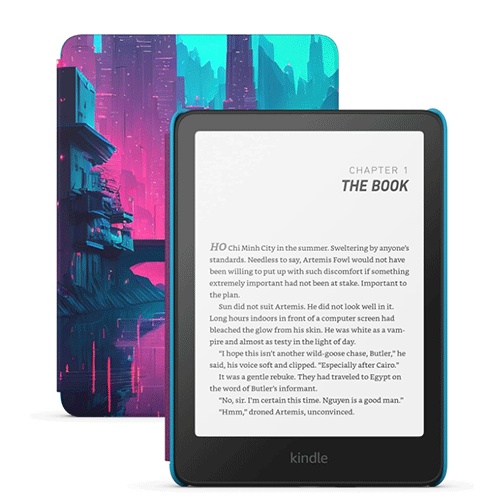 CHAPTER 1
THE BOOK
HO Chi Minh City in the summer. Sweltering by anyone's
standards. Needless to say, Artemis Fowl would not have
been willing to put up with such discomfort if something
extremely important had not been at stake. Important to
the plan.
Sun did not suit Artemis. He did not look well in it.
Long hours indoors in front of a computer screen had
bleached the glow from his skin. He was white as a vam-
pire and almost as testy in the light of day.
"I hope this isn't another wild-goose chase, Butler," he
said, his voice soft and clipped. "Especially after Cairo."
It was a gentle rebuke. They had traveled to Egypt on
the word of Butler's informant.
"No, sir. I'm certain this time. Nguyen is a good man."
"Hmm," droned Artemis, unconvinced.
kindle